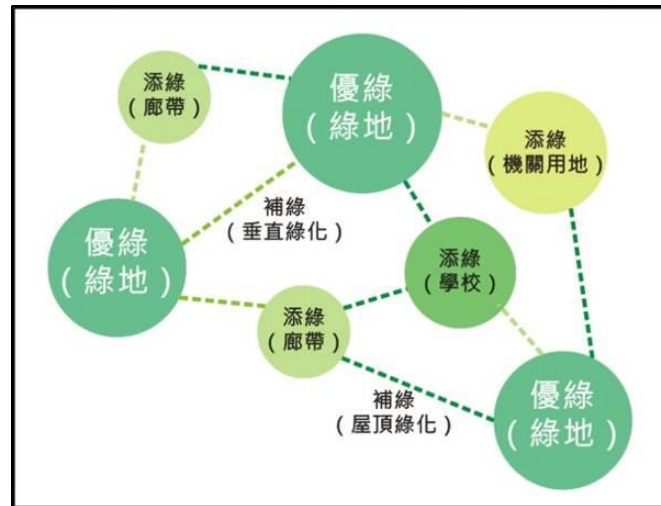 添綠
（廊帶）
優綠
（綠地）
添綠
（機關用地）
補綠
（垂直綠化）
優綠
（綠地）
添綠
（學校）
添綠
（廊帶）
補綠
（屋頂綠化）
優綠
（綠地）